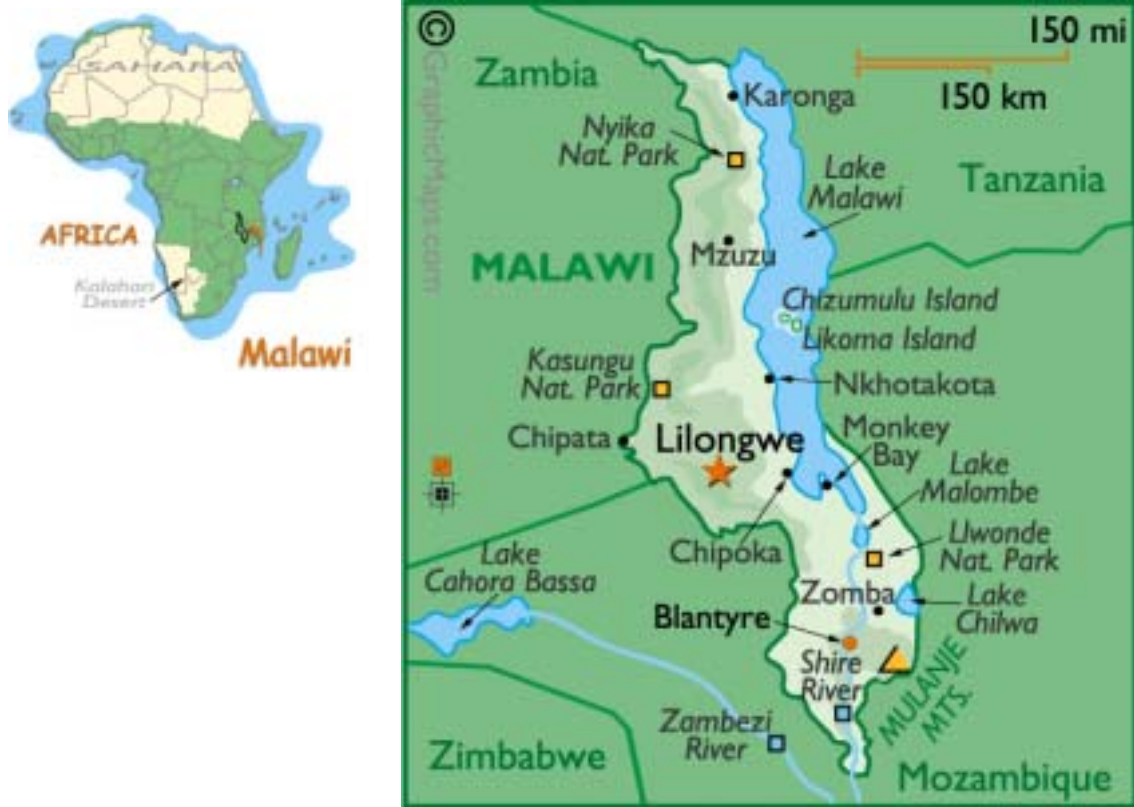 SAHARA
AFRICA
Kalahari
Desert
Malawi
©
GraphicMaps.com
150 mi
150 km
Zambia
Karonga
Nyika
Nat. Park
Lake
Malawi
Tanzania
Mzuzu
MALAWI
Chizumulu Island
Likoma Island
Kasungu
Nat. Park
Nkhotakota
Chipata
Lilongwe
Monkey
Bay
Lake
Malombe
Chipoka
LIwonde
Nat. Park
Lake
Cahora Bassa
Zomba
Lake
Chilwa
Blantyre
Shire
River
MULANJE
MTS.
Zambezi
River
Zimbabwe
Mozambique